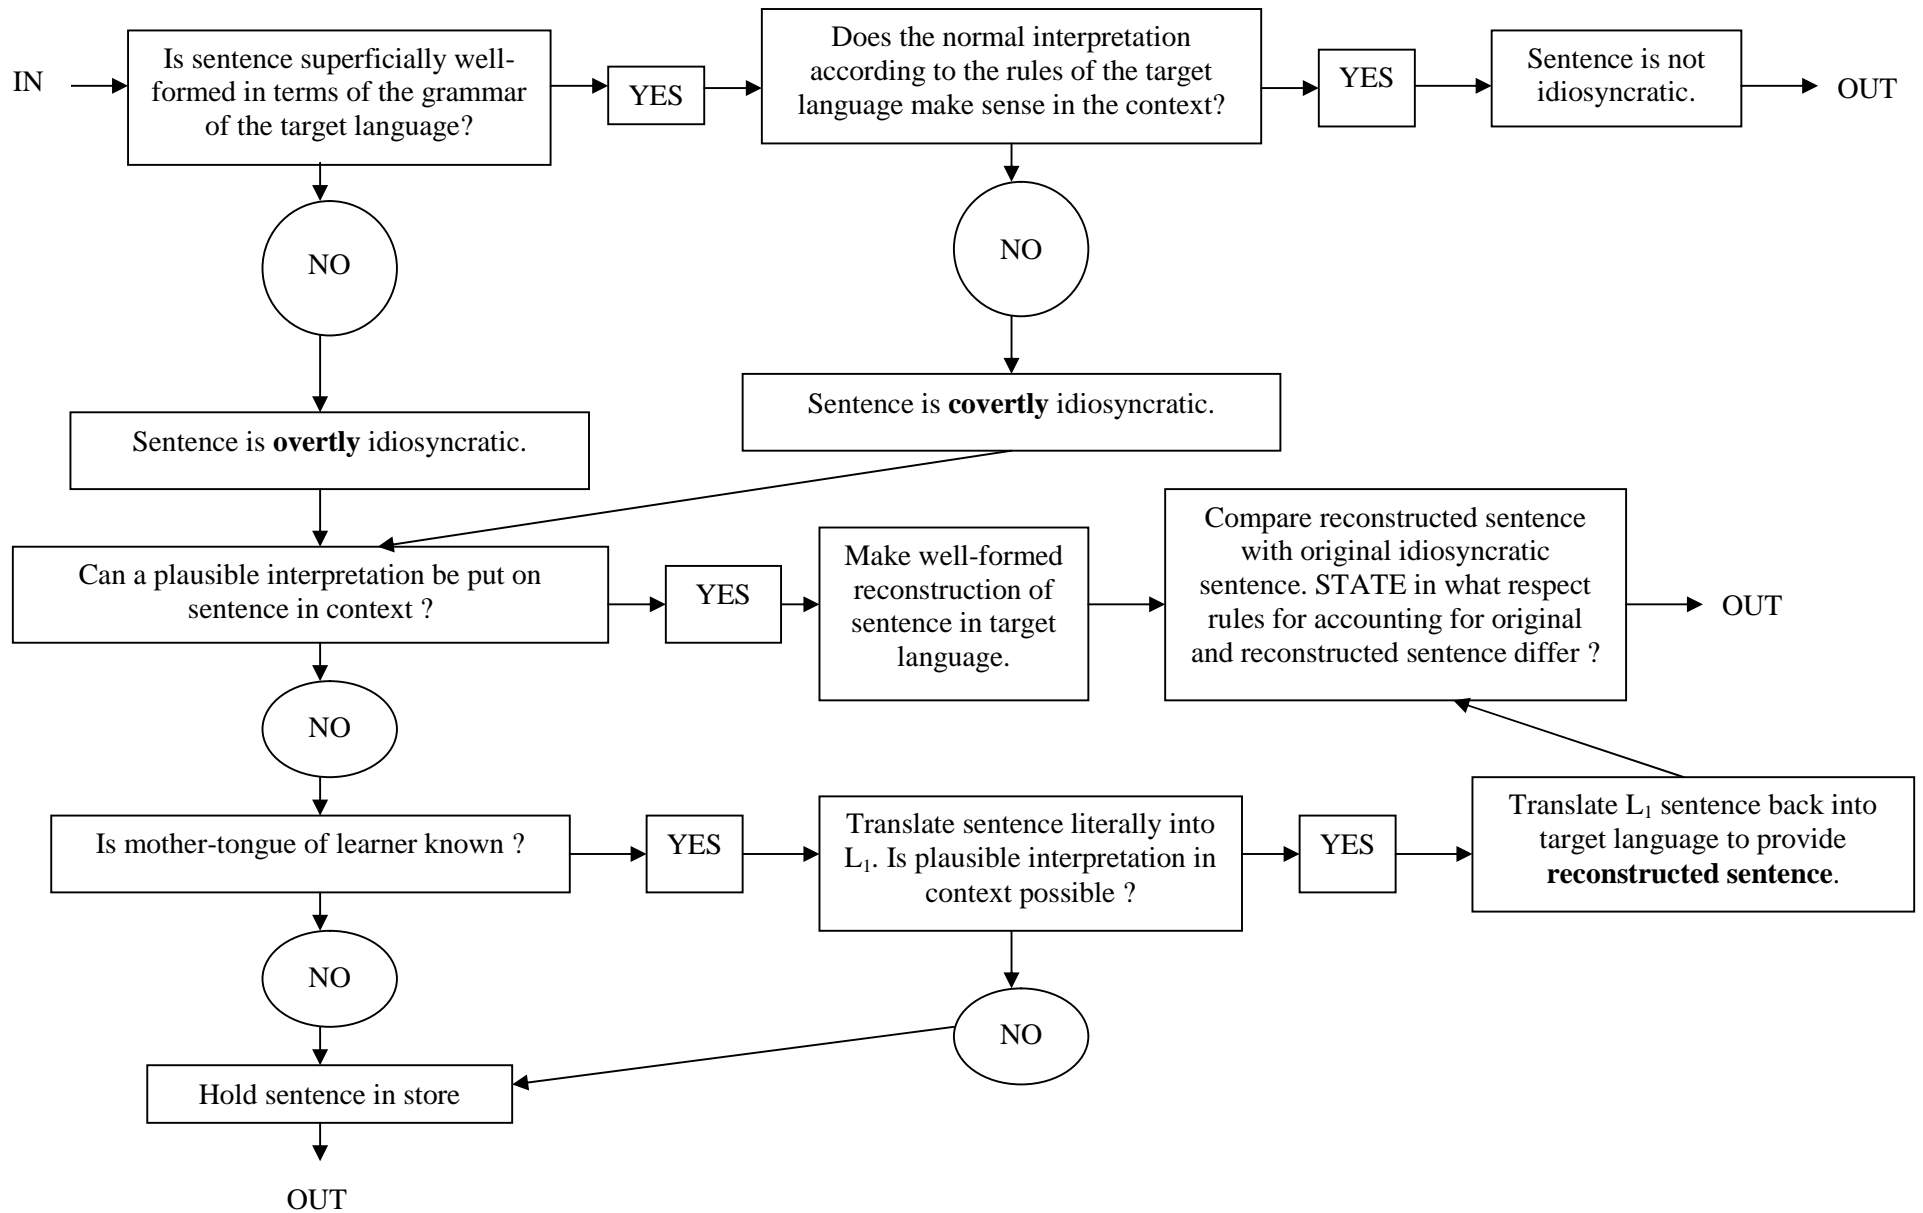 IN
Is sentence superficially well-
formed in terms of the grammar
of the target language?
YES
Does the normal interpretation
according to the rules of the target
language make sense in the context?
YES
Sentence is not
idiosyncratic.
OUT
NO
NO
Sentence is covertly idiosyncratic.
Sentence is overtly idiosyncratic.
Can a plausible interpretation be put on
sentence in context ?
YES
Make well-formed
reconstruction of
sentence in target
language.
Compare reconstructed sentence
with original idiosyncratic
sentence. STATE in what respect
rules for accounting for original
and reconstructed sentence differ ?
OUT
NO
Is mother-tongue of learner known ?
YES
Translate sentence literally into
L₁. Is plausible interpretation in
context possible ?
YES
Translate L₁ sentence back into
target language to provide
reconstructed sentence.
NO
NO
Hold sentence in store
OUT